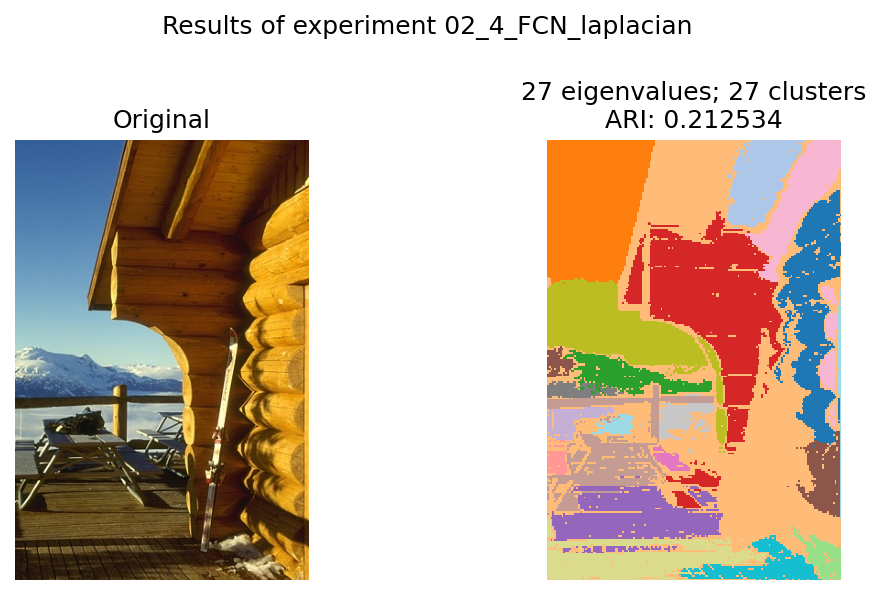 Results of experiment 02_4_FCN_laplacian
Original
27 eigenvalues; 27 clusters
ARI: 0.212534